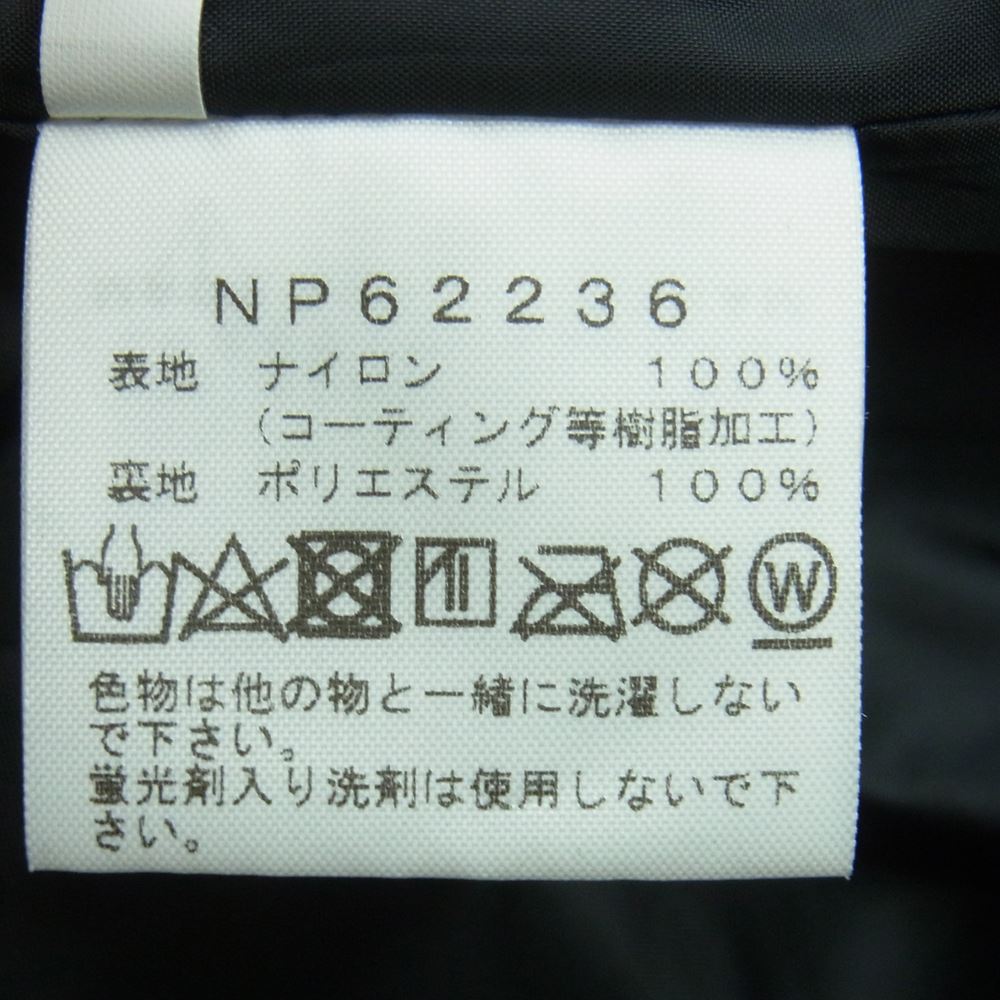 NP62236
表地 ナイロン 100%
(コーティング等樹脂加工)
裏地 ポリエステル 100%
W
色物は他の物と一緒に洗濯しない
で下さい。
蛍光剤入り洗剤は使用しないで下
さい。